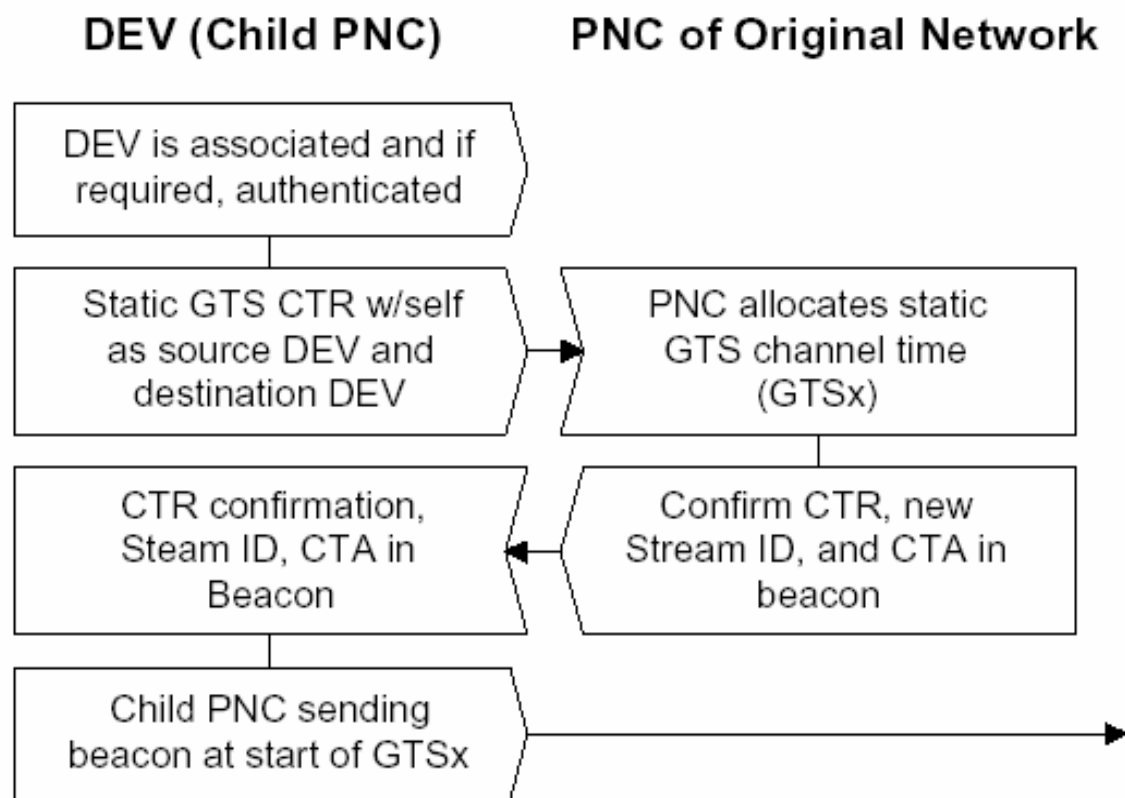 DEV (Child PNC)
PNC of Original Network
DEV is associated and if
required, authenticated
Static GTS CTR w/self
as source DEV and
destination DEV
PNC allocates static
GTS channel time
(GTSx)
CTR confirmation,
Steam ID, CTA in
Beacon
Confirm CTR, new
Stream ID, and CTA in
beacon
Child PNC sending
beacon at start of GTSx